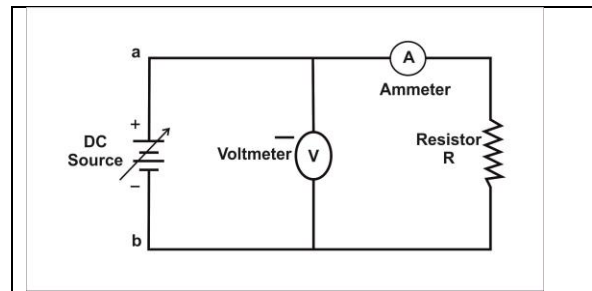 a
A
Ammeter
+
DC
Source
−
Voltmeter
V
Resistor
R
b